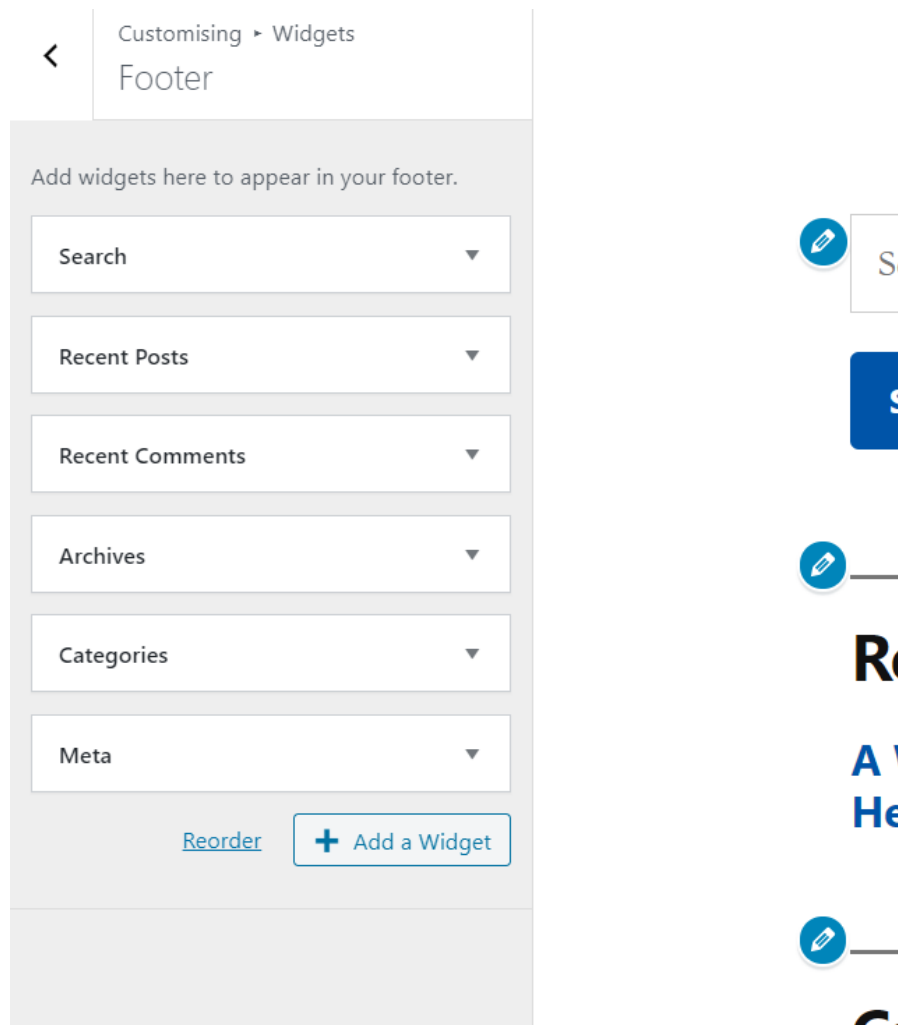 Customising ▸ Widgets
Footer
Add widgets here to appear in your footer.
Search
Recent Posts
Recent Comments
Archives
Categories
Meta
Reorder
Add a Widget
A